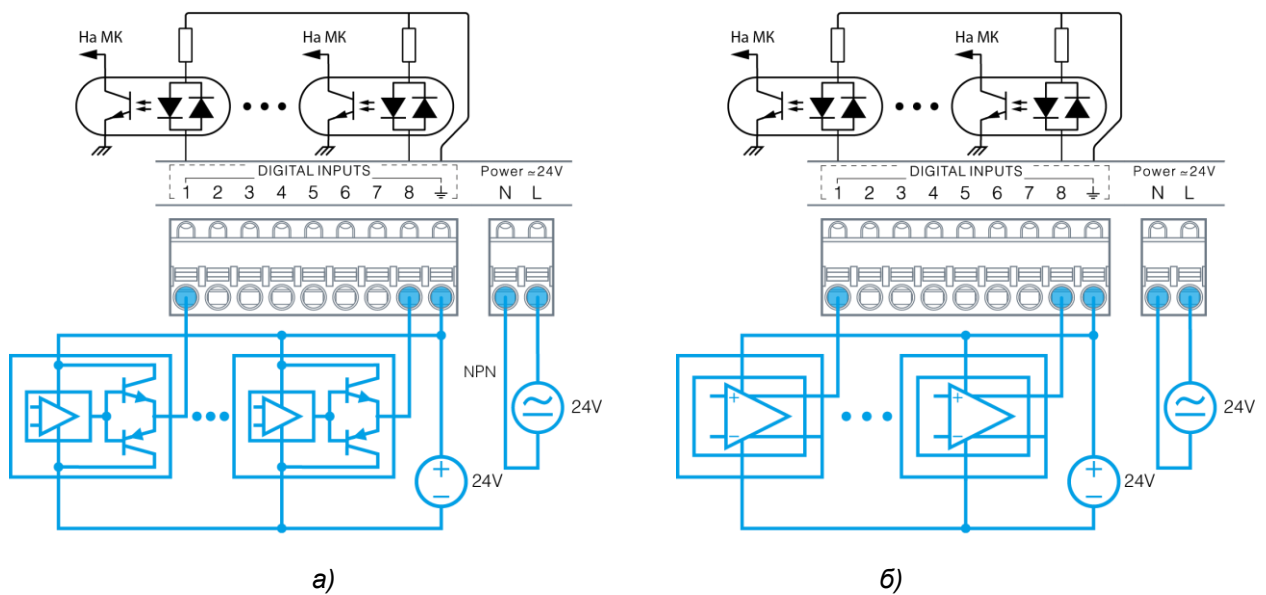 На МК
На МК
DIGITAL INPUTS
Power ≃24V
1 2 3 4 5 6 7 8 ⏚
N L
NPN
24V
+
−
24V
а)
На МК
На МК
DIGITAL INPUTS
Power ≃24V
1 2 3 4 5 6 7 8 ⏚
N L
+
−
+
−
24V
+
−
24V
б)